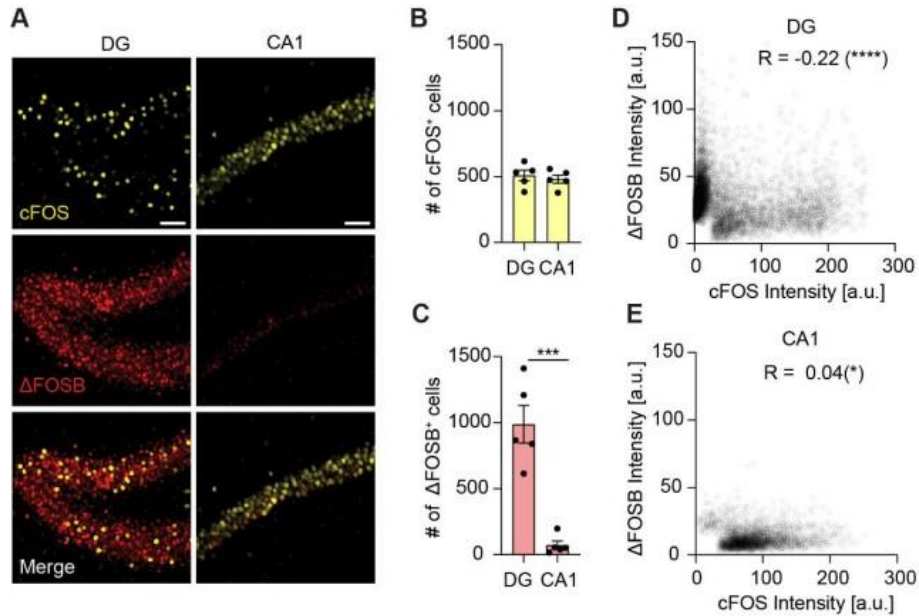 A
DG
CA1
cFOS
ΔFOSB
Merge
B
# of cFOS⁺ cells
1500
1000
500
0
DG CA1
C
# of ΔFOSB⁺ cells
1500
1000
500
0
***
DG CA1
D
DG
R = -0.22 (****)
ΔFOSB Intensity [a.u.]
150
100
50
0
0 100 200 300
cFOS Intensity [a.u.]
E
CA1
R = 0.04(*)
ΔFOSB Intensity [a.u.]
150
100
50
0
0 100 200 300
cFOS Intensity [a.u.]